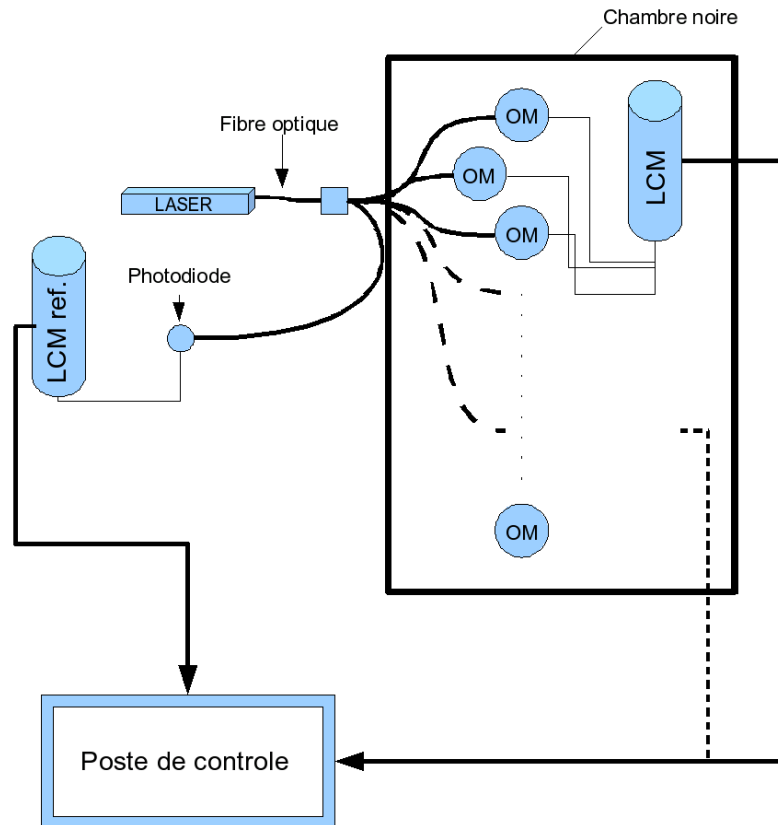 Chambre noire
Fibre optique
OM
LCM
OM
LASER
OM
Photodiode
LCM ref.
OM
Poste de controle